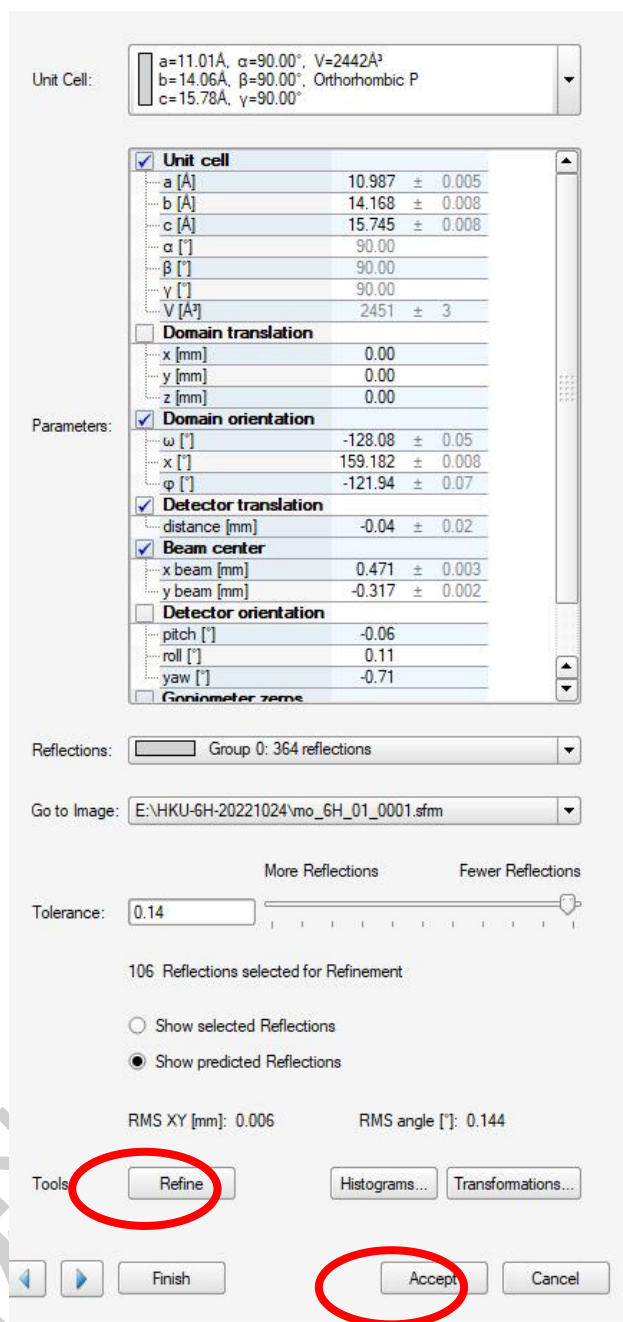 a=11.01Å, α=90.00°, V=2442Å³
Unit Cell: b=14.06Å, β=90.00°, Orthorhombic P
c=15.78Å, γ=90.00°
Unit cell
a [Å] 10.987 ± 0.005
b [Å] 14.168 ± 0.008
c [Å] 15.745 ± 0.008
α [°] 90.00
β [°] 90.00
γ [°] 90.00
V [Å³] 2451 ± 3
Domain translation
x [mm] 0.00
y [mm] 0.00
z [mm] 0.00
Parameters: Domain orientation
ω [°] -128.08 ± 0.05
x [°] 159.182 ± 0.008
φ [°] -121.94 ± 0.07
Detector translation
distance [mm] -0.04 ± 0.02
Beam center
x beam [mm] 0.471 ± 0.003
y beam [mm] -0.317 ± 0.002
Detector orientation
pitch [°] -0.06
roll [°] 0.11
yaw [°] -0.71
Goniometer zeros
Reflections: Group 0: 364 reflections
Go to Image: E:\HKU-6H-20221024\mo_6H_01_0001.sfrm
More Reflections Fewer Reflections
Tolerance: 0.14
106 Reflections selected for Refinement
Show selected Reflections
Show predicted Reflections
RMS XY [mm]: 0.006 RMS angle [°]: 0.144
Tools Refine Histograms... Transformations...
Finish Accept Cancel